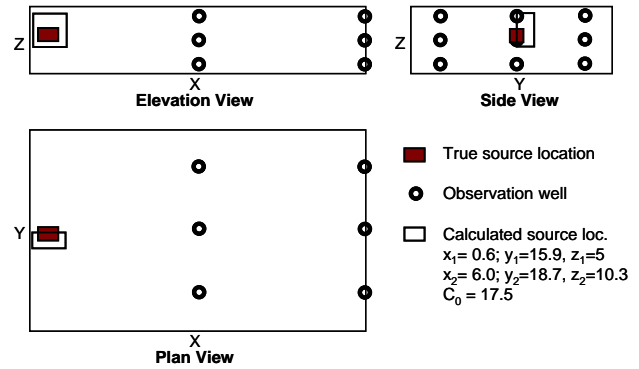 Z
X
Elevation View
Z
Y
Side View
Y
X
Plan View
True source location
Observation well
Calculated source loc.
x₁= 0.6; y₁=15.9, z₁=5
x₂= 6.0; y₂=18.7, z₂=10.3
C₀ = 17.5